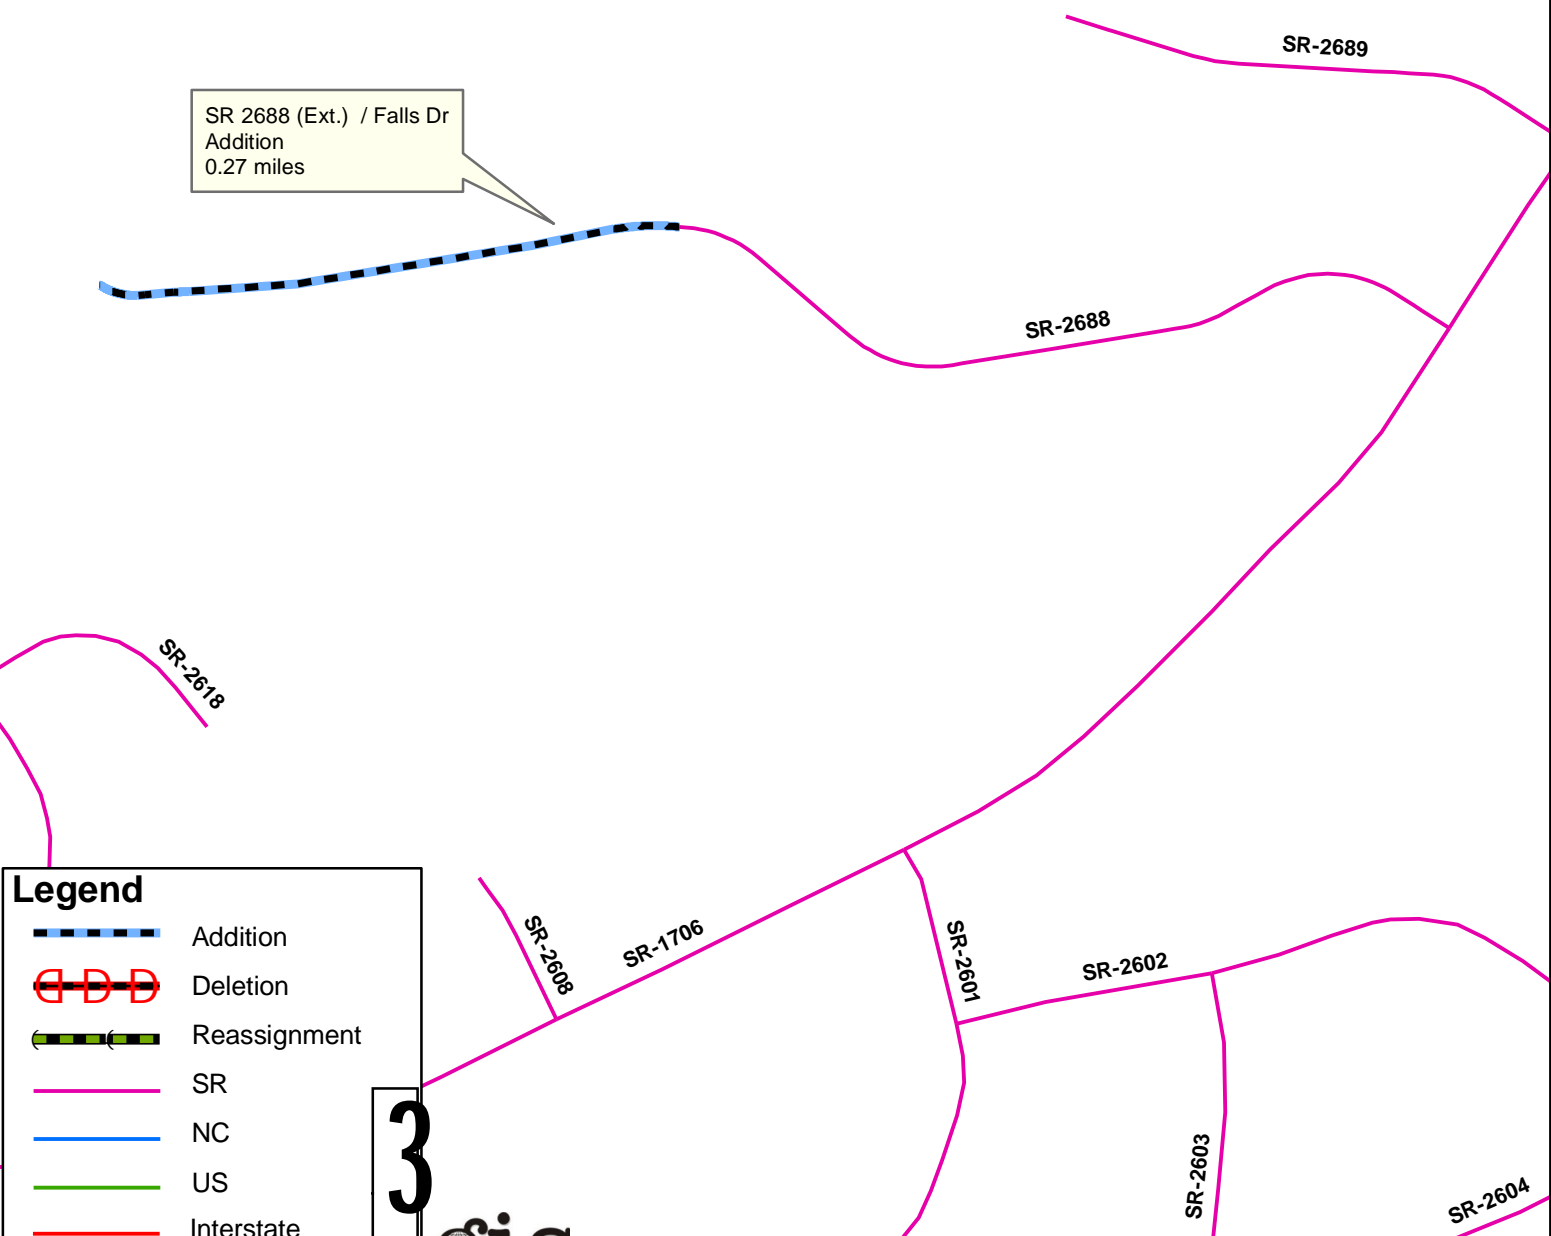 SR-2689
SR 2688 (Ext.) / Falls Dr
Addition
0.27 miles
SR-2688
SR-2618
SR-2608
SR-1706
SR-2601
SR-2602
SR-2603
SR-2604
Legend
Addition
Deletion
Reassignment
SR
NC
US
Interstate
3